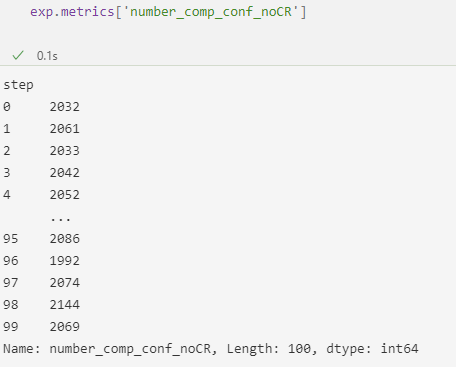 exp.metrics['number_comp_conf_noCR']
0.1s
step
0 2032
1 2061
2 2033
3 2042
4 2052
...
95 2086
96 1992
97 2074
98 2144
99 2069
Name: number_comp_conf_noCR, Length: 100, dtype: int64